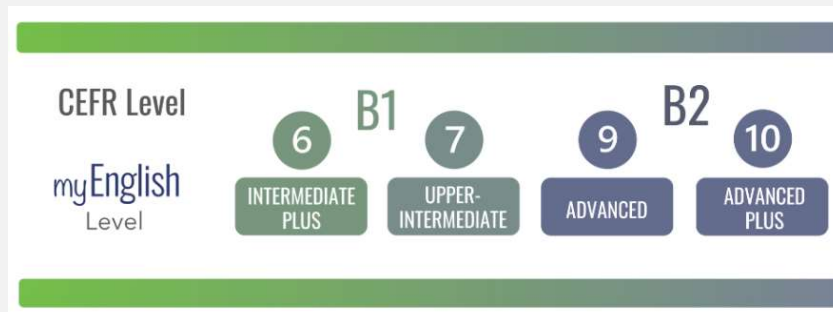 CEFR Level
B1
B2
6
7
9
10
myEnglish
Level
INTERMEDIATE
PLUS
UPPER-
INTERMEDIATE
ADVANCED
ADVANCED
PLUS